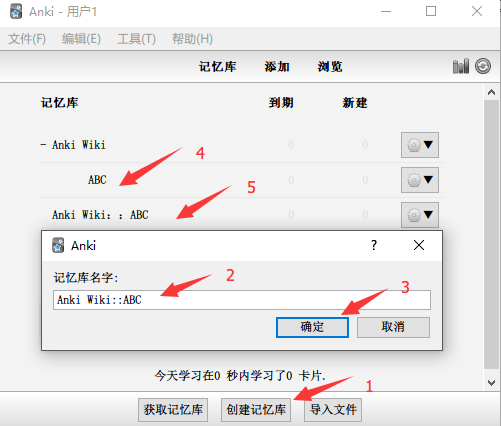 Anki - 用户1
文件(F) 编辑(E) 工具(T) 帮助(H)
记忆库 添加 浏览
记忆库 到期 新建
- Anki Wiki 0 0
4
ABC 0 0
5
Anki Wiki：：ABC 0 0
Anki ?
记忆库名字:
2
Anki Wiki::ABC
3
确定 取消
今天学习在0 秒内学习了0 卡片.
1
获取记忆库 创建记忆库 导入文件